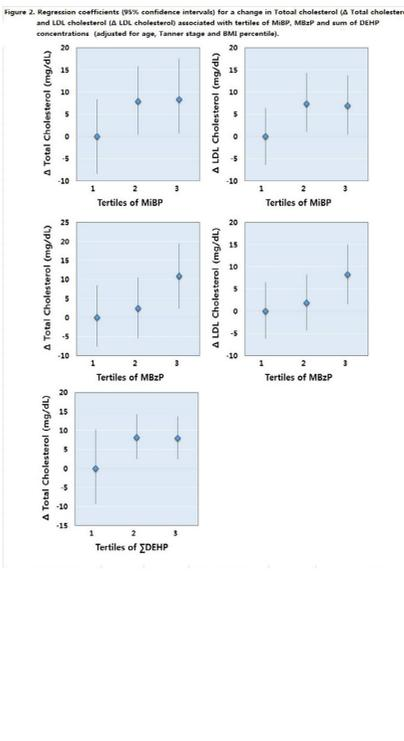 Figure 2. Regression coefficients (95% confidence intervals) for a change in Totoal cholesterol (Δ Total cholester
and LDL cholesterol (Δ LDL cholesterol) associated with tertiles of MiBP, MBzP and sum of DEHP
concentrations (adjusted for age, Tanner stage and BMI percentile).
Δ Total Cholesterol (mg/dL)
20
15
10
5
0
-5
-10
1 2 3
Tertiles of MiBP
Δ LDL Cholesterol (mg/dL)
20
15
10
5
0
-5
-10
1 2 3
Tertiles of MiBP
Δ Total Cholesterol (mg/dL)
25
20
15
10
5
0
-5
-10
1 2 3
Tertiles of MBzP
Δ LDL Cholesterol (mg/dL)
20
15
10
5
0
-5
-10
1 2 3
Tertiles of MBzP
Δ Total Cholesterol (mg/dL)
20
15
10
5
0
-5
-10
-15
1 2 3
Tertiles of ∑DEHP